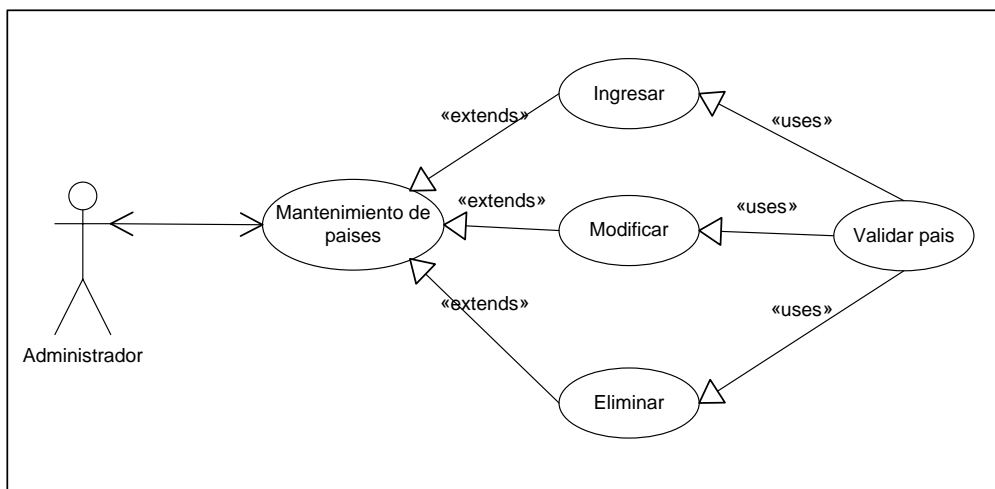 Ingresar
«extends»
«uses»
Mantenimiento de
paises
«extends»
Modificar
«uses»
Validar pais
«extends»
«uses»
Administrador
Eliminar